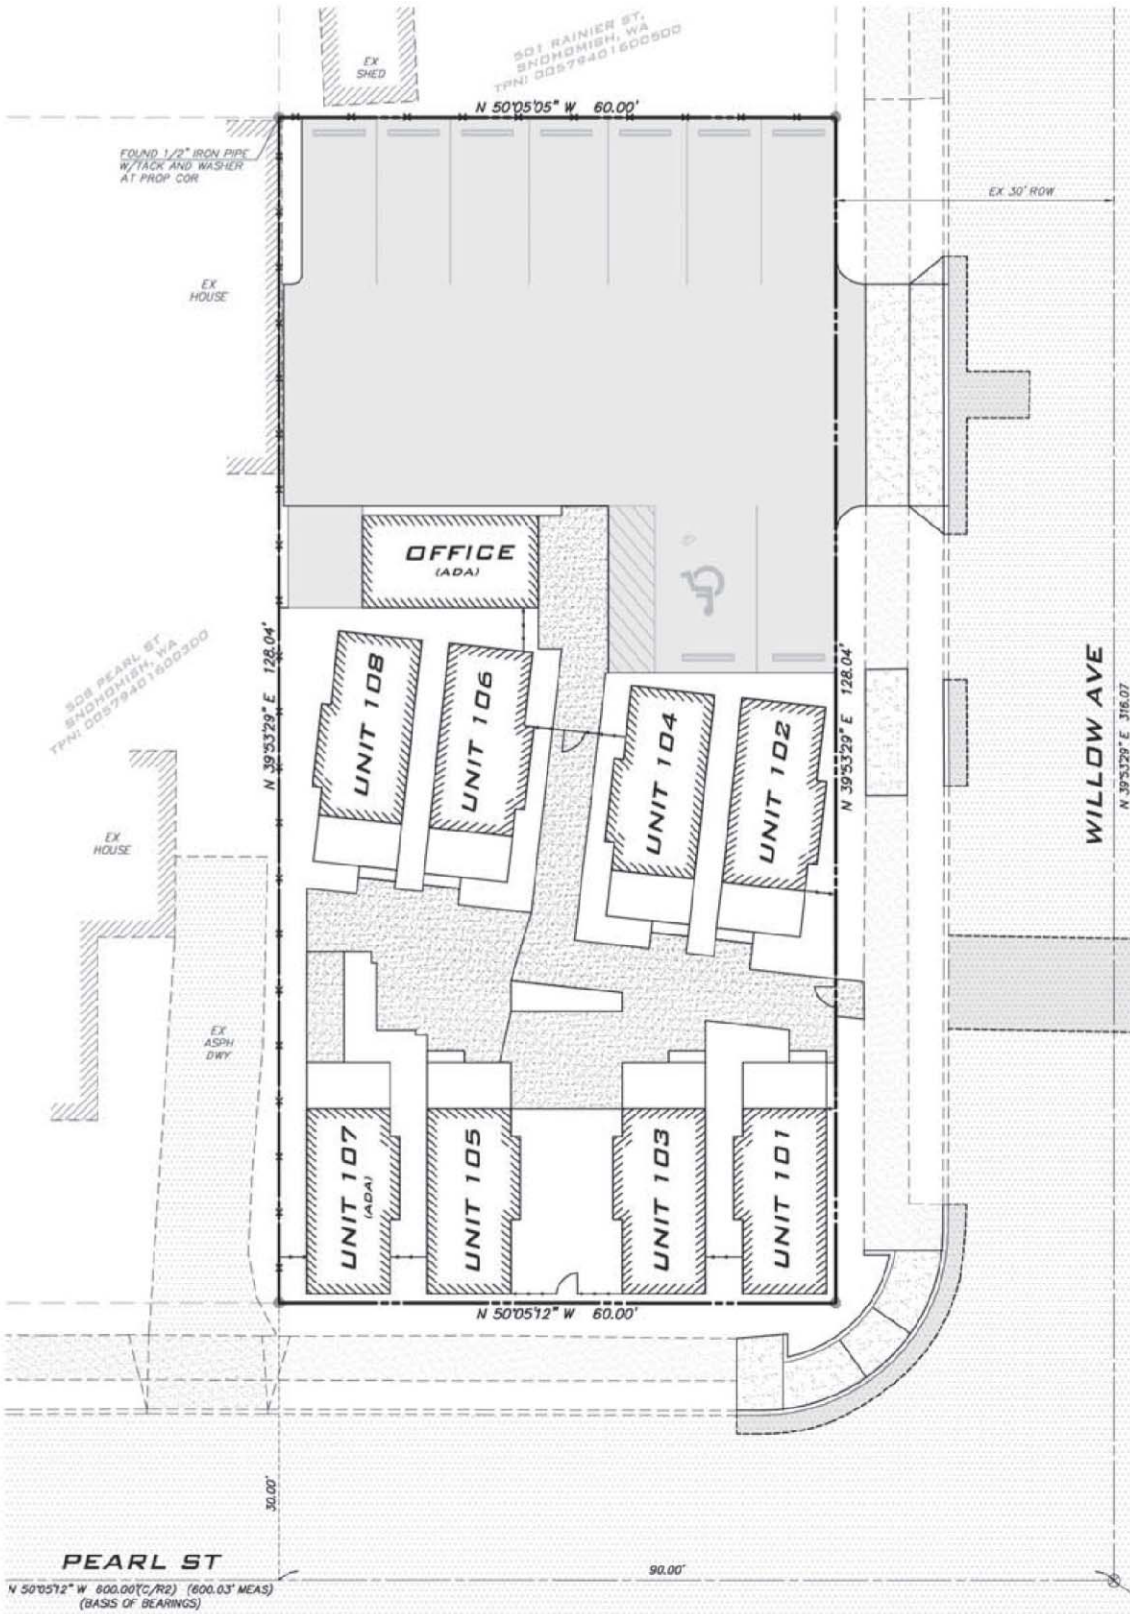 501 RAINIER ST,
SNOHOMISH, WA
TPN: 00579401600500
EX
SHED
N 50°05'05" W 60.00'
FOUND 1/2" IRON PIPE
W/TACK AND WASHER
AT PROP COR
EX 30' ROW
EX
HOUSE
OFFICE
(ADA)
508 PEARL ST
SNOHOMISH, WA
TPN: 00579401600300
N 39°53'29" E 128.04'
UNIT 108
UNIT 106
UNIT 104
UNIT 102
N 39°53'29" E 128.04'
WILLOW AVE
N 39°53'29" E 316.07
EX
HOUSE
EX
ASPH
DWY
UNIT 107
(ADA)
UNIT 105
UNIT 103
UNIT 101
N 50°05'12" W 60.00'
30.00'
PEARL ST
N 50°05'12" W 600.00'(C/R2) (600.03' MEAS)
(BASIS OF BEARINGS)
90.00'